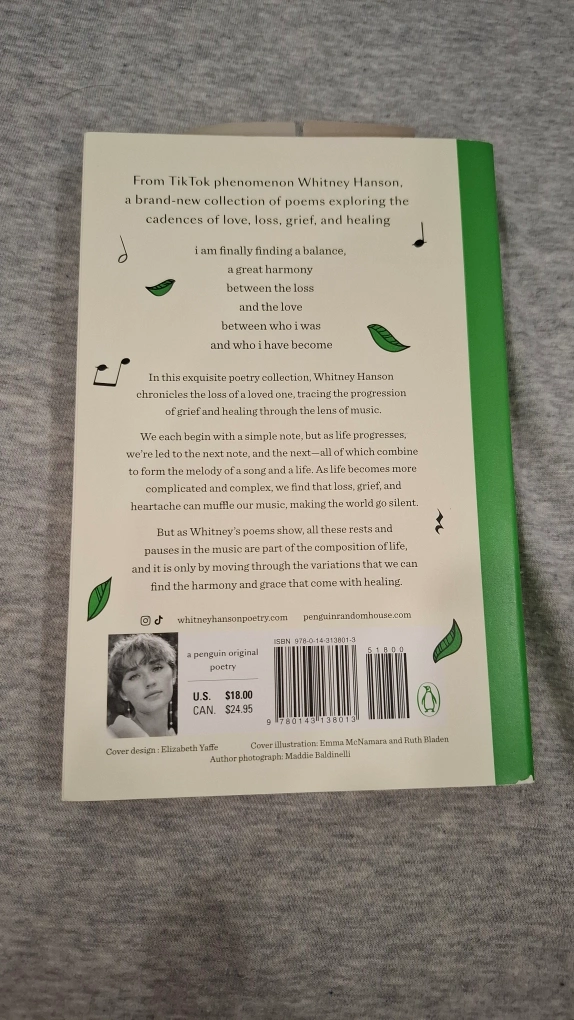 From TikTok phenomenon Whitney Hanson,
a brand-new collection of poems exploring the
cadences of love, loss, grief, and healing
i am finally finding a balance,
a great harmony
between the loss
and the love
between who i was
and who i have become
In this exquisite poetry collection, Whitney Hanson
chronicles the loss of a loved one, tracing the progression
of grief and healing through the lens of music.
We each begin with a simple note, but as life progresses,
we're led to the next note, and the next—all of which combine
to form the melody of a song and a life. As life becomes more
complicated and complex, we find that loss, grief, and
heartache can muffle our music, making the world go silent.
But as Whitney's poems show, all these rests and
pauses in the music are part of the composition of life,
and it is only by moving through the variations that we can
find the harmony and grace that come with healing.
whitneyhansonpoetry.com penguinrandomhouse.com
a penguin original
poetry
U.S. $18.00
CAN. $24.95
ISBN 978-0-14-313801-3
51800
9 780143 138013
Cover design : Elizabeth Yaffe
Cover illustration: Emma McNamara and Ruth Bladen
Author photograph: Maddie Baldinelli